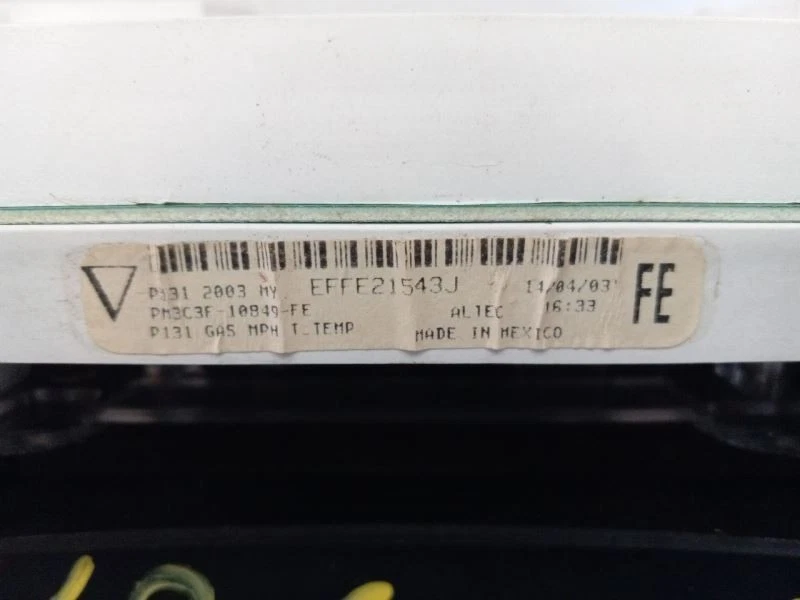 P131 2003 MY EFFE21543J 14/04/03
PM3C3F-10849-FE ALTEC 16:33
P131 GAS MPH T_TEMP MADE IN MEXICO
FE